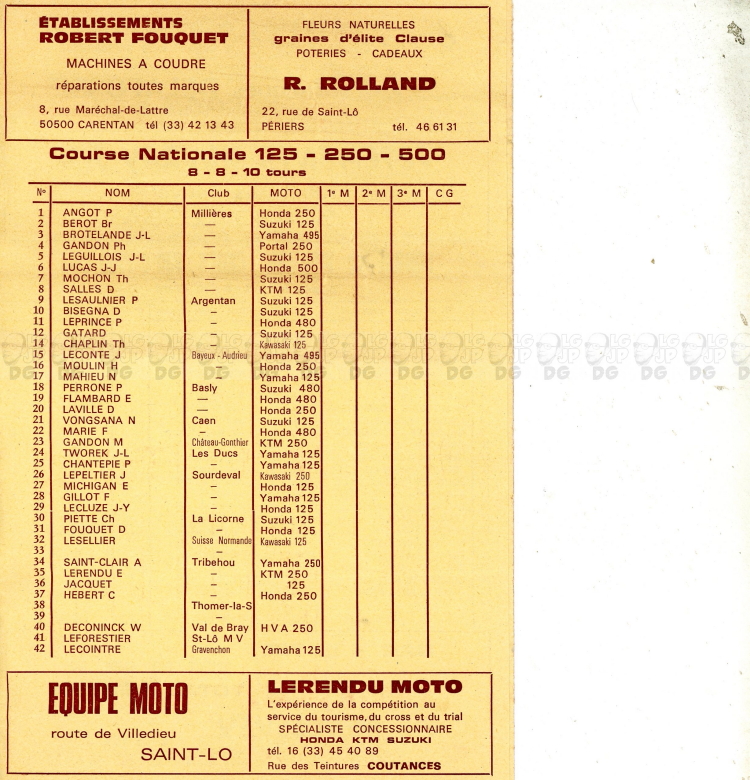 ÉTABLISSEMENTS
ROBERT FOUQUET
MACHINES A COUDRE
réparations toutes marques
8, rue Maréchal-de-Lattre
50500 CARENTAN tél (33) 42 13 43
FLEURS NATURELLES
graines d'élite Clause
POTERIES - CADEAUX
R. ROLLAND
22, rue de Saint-Lô
PÉRIERS tél. 46 61 31
Course Nationale 125 - 250 - 500
8 - 8 - 10 tours
Nº NOM Club MOTO 1e M 2e M 3e M C G
1 ANGOT P Millières Honda 250
2 BEROT Br — Suzuki 125
3 BROTELANDE J-L — Yamaha 495
4 GANDON Ph — Portal 250
5 LEGUILLOIS J-L — Suzuki 125
6 LUCAS J-J — Honda 500
7 MOCHON Th — Suzuki 125
8 SALLES D — KTM 125
9 LESAULNIER P Argentan Suzuki 125
10 BISEGNA D – Suzuki 125
11 LEPRINCE P – Honda 480
12 GATARD – Suzuki 125
14 CHAPLIN Th – Kawasaki 125
15 LECONTE J Bayeux - Audrieu Yamaha 495
16 MOULIN H – Honda 250
17 MAHIEU N – Yamaha 125
18 PERRONE P Basly Suzuki 480
19 FLAMBARD E — Honda 480
20 LAVILLE D — Honda 250
21 VONGSANA N Caen Suzuki 125
22 MARIE F – Honda 480
23 GANDON M Château-Gonthier KTM 250
24 TWOREK J-L Les Ducs Yamaha 125
25 CHANTEPIE P – Yamaha 125
26 LEPELTIER J Sourdeval Kawasaki 250
27 MICHIGAN E – Honda 125
28 GILLOT F – Yamaha 125
29 LECLUZE J-Y – Honda 125
30 PIETTE Ch La Licorne Suzuki 125
31 FOUQUET D – Honda 125
32 LESELLIER Suisse Normande Kawasaki 125
33 –
34 SAINT-CLAIR A Tribehou Yamaha 250
35 LERENDU E – KTM 250
36 JACQUET – 125
37 HEBERT C – Honda 250
38 Thomer-la-S
39 –
40 DECONINCK W Val de Bray H V A 250
41 LEFORESTIER St-Lô M V
42 LECOINTRE Gravenchon Yamaha 125
EQUIPE MOTO
route de Villedieu
SAINT-LO
LERENDU MOTO
L'expérience de la compétition au
service du tourisme, du cross et du trial
SPÉCIALISTE CONCESSIONNAIRE
HONDA KTM SUZUKI
tél. 16 (33) 45 40 89
Rue des Teintures COUTANCES